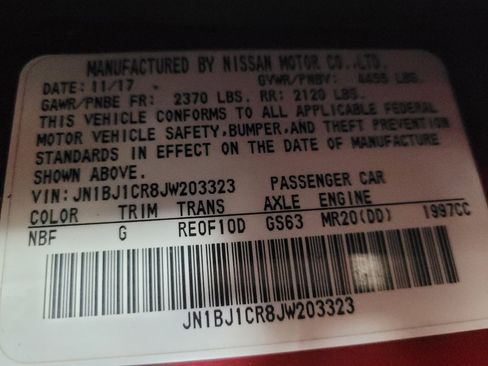 MANUFACTURED BY NISSAN MOTOR CO.,LTD.
DATE: 11/17 GVWR/PNBV: 4455 LBS.
GAWR/PNBE FR: 2370 LBS. RR: 2120 LBS.
THIS VEHICLE CONFORMS TO ALL APPLICABLE FEDERAL
MOTOR VEHICLE SAFETY, BUMPER, AND THEFT PREVENTION
STANDARDS IN EFFECT ON THE DATE OF MANUFACTURE
SHOWN ABOVE.
VIN: JN1BJ1CR8JW203323 PASSENGER CAR
COLOR TRIM TRANS AXLE ENGINE
NBF G REOF10D GS63 MR20(DD) 1997CC
JN1BJ1CR8JW203323